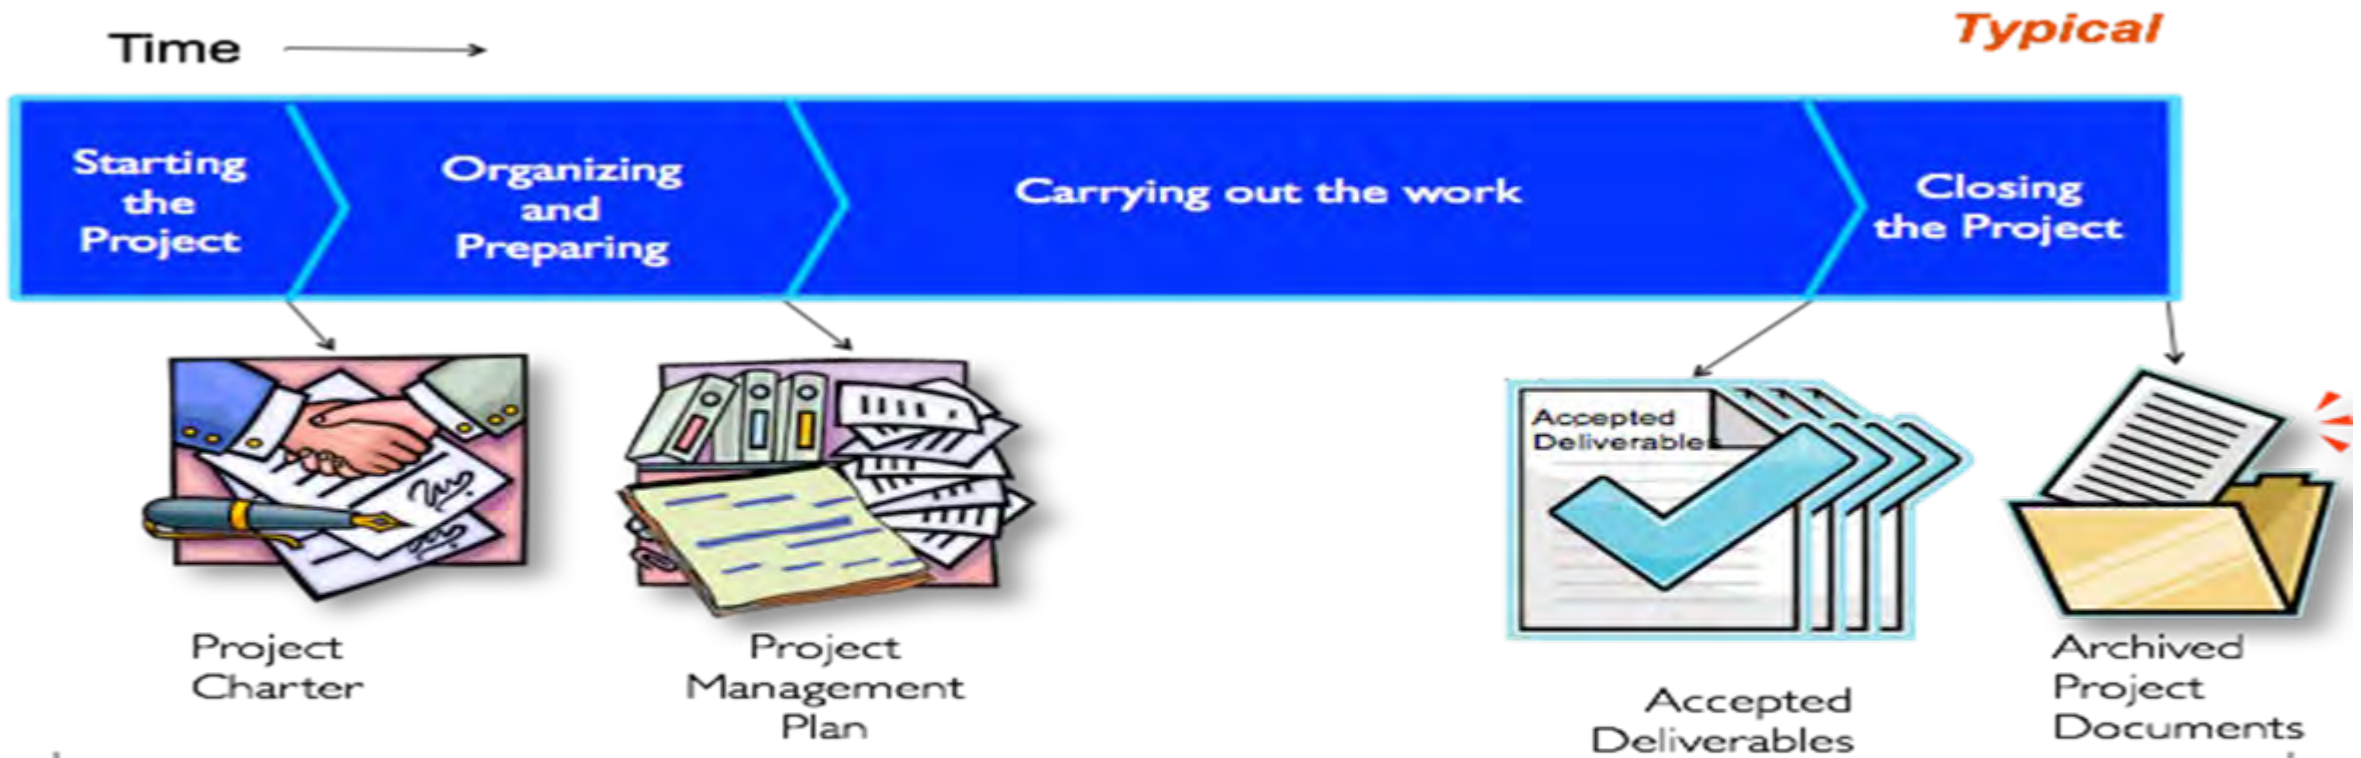 Typical
Time
Starting
the
Project
Organizing
and
Preparing
Carrying out the work
Closing
the Project
Accepted
Deliverables
Project
Charter
Project
Management
Plan
Accepted
Deliverables
Archived
Project
Documents